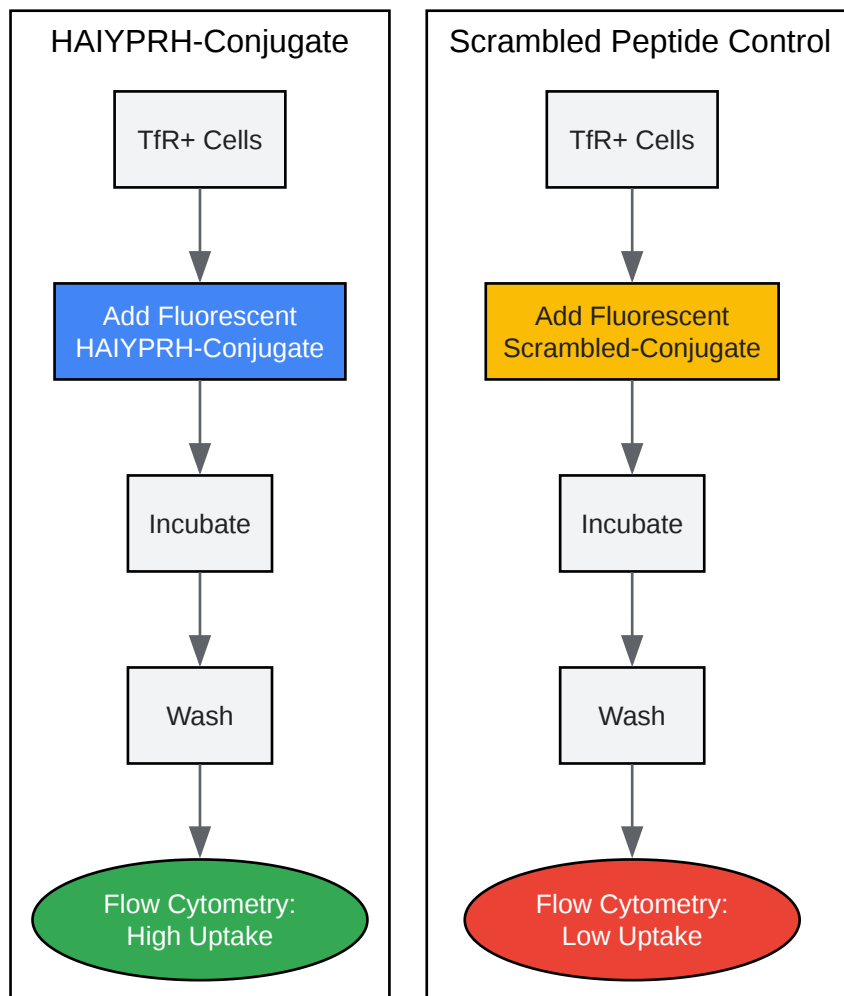 HAIYPRH-Conjugate
TfR+ Cells
Add Fluorescent
HAIYPRH-Conjugate
Incubate
Wash
Flow Cytometry:
High Uptake
Scrambled Peptide Control
TfR+ Cells
Add Fluorescent
Scrambled-Conjugate
Incubate
Wash
Flow Cytometry:
Low Uptake